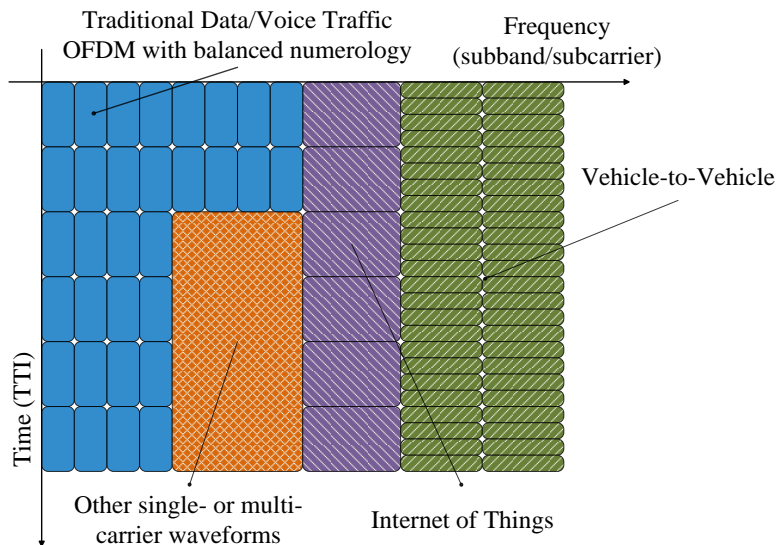 Traditional Data/Voice Traffic
OFDM with balanced numerology
Frequency
(subband/subcarrier)
Vehicle-to-Vehicle
Time (TTI)
Other single- or multi-
carrier waveforms
Internet of Things